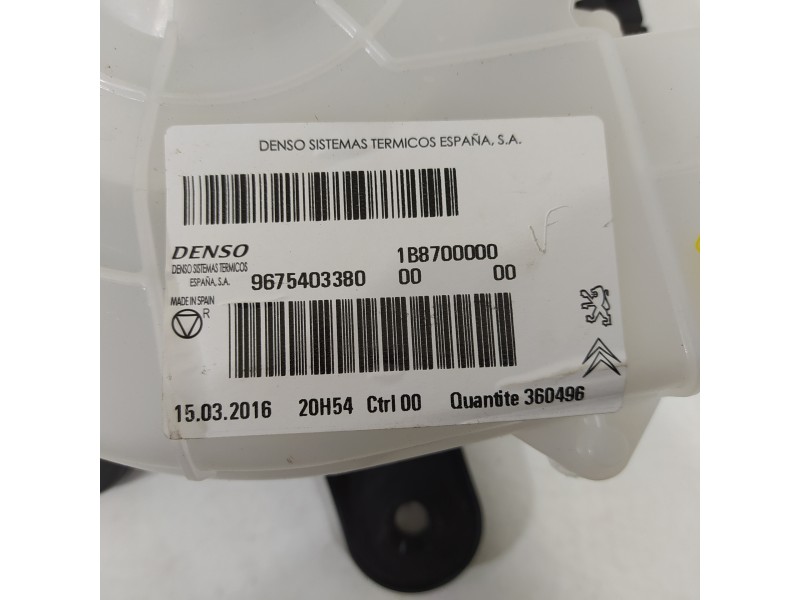 DENSO SISTEMAS TERMICOS ESPAÑA, S.A.
DENSO
DENSO SISTEMAS TERMICOS
ESPAÑA, S.A.
1B8700000
9675403380 00 00
MADE IN SPAIN
R
15.03.2016 20H54 Ctrl 00 Quantite 360496